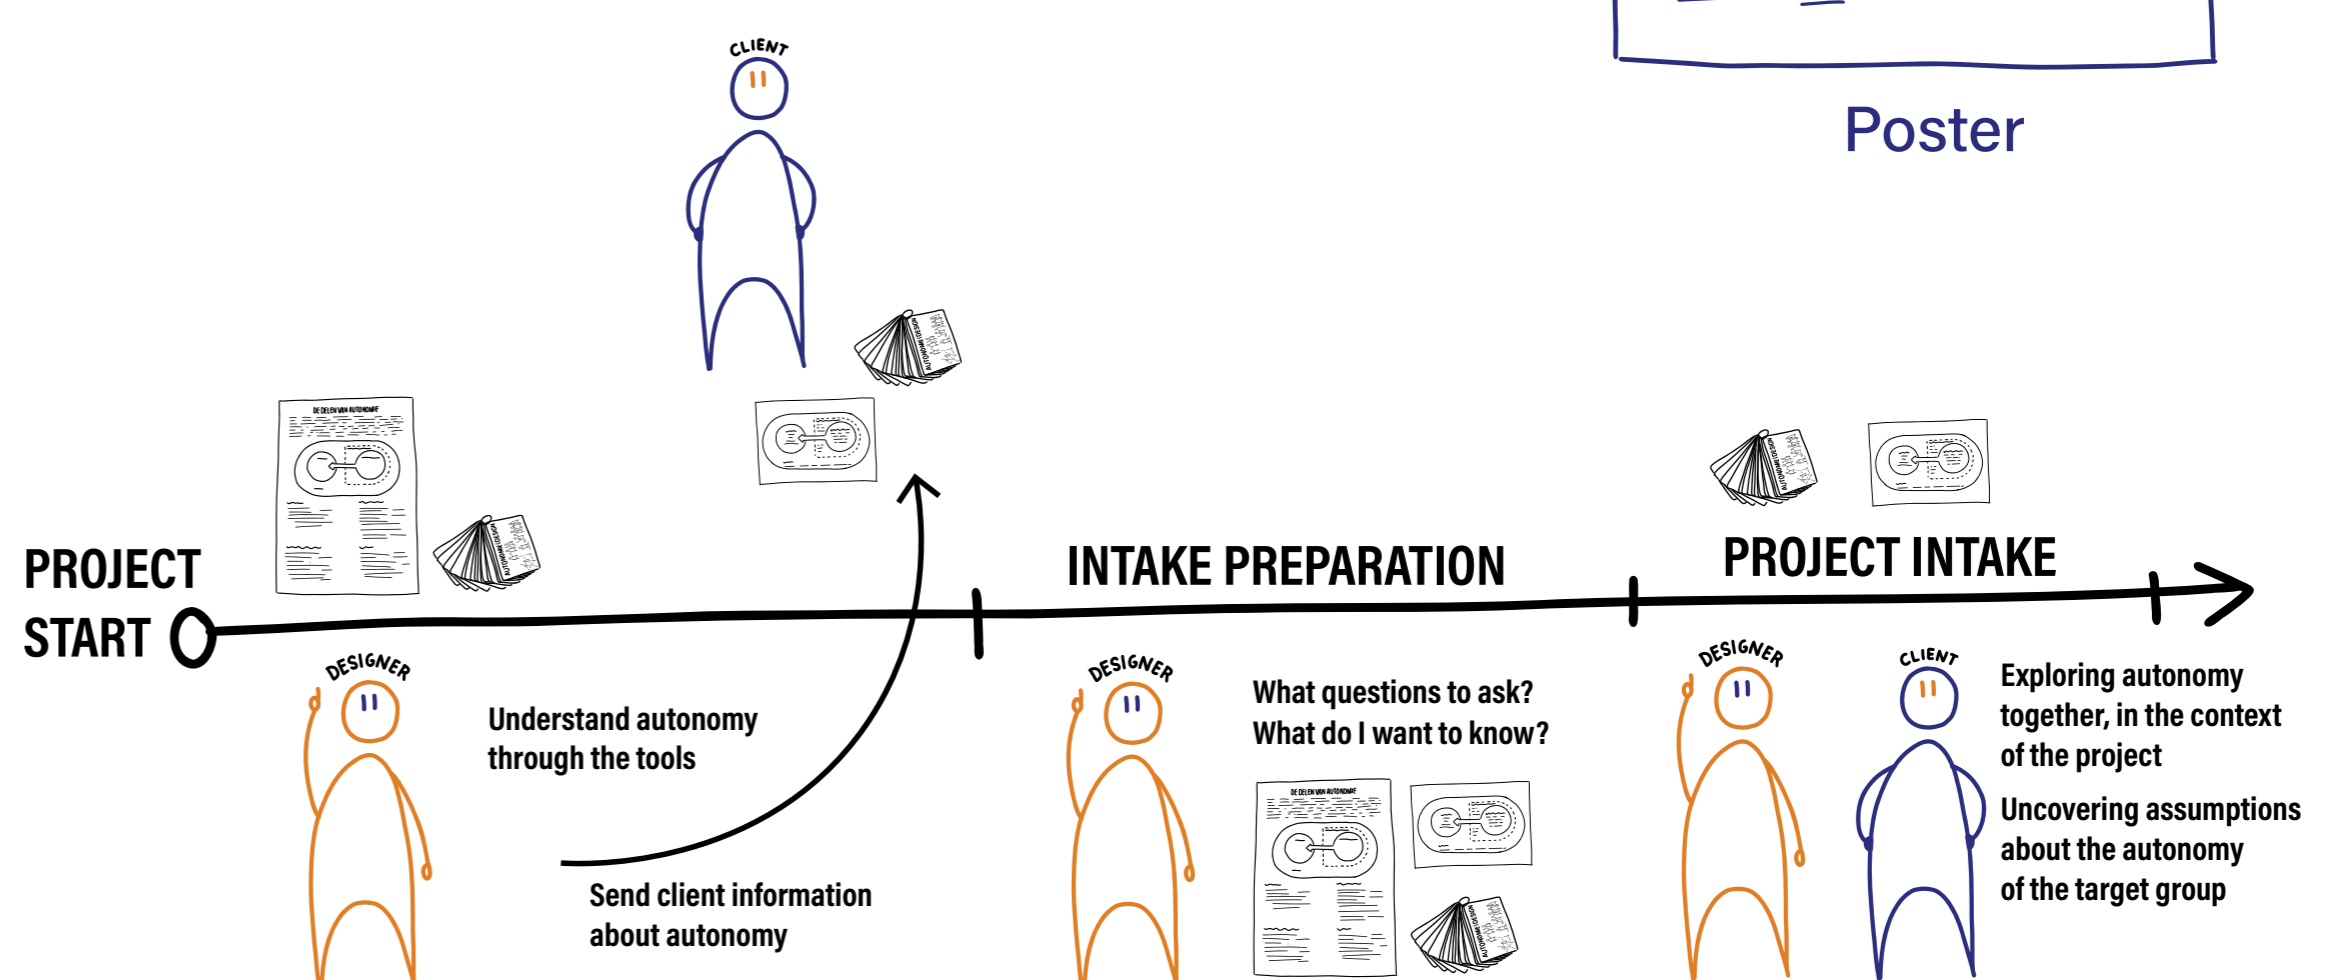 CLIENT
Poster
DE DELEN VAN AUTONOMIE
PROJECT
START
INTAKE PREPARATION
PROJECT INTAKE
DESIGNER
Understand autonomy
through the tools
Send client information
about autonomy
DESIGNER
What questions to ask?
What do I want to know?
DE DELEN VAN AUTONOMIE
DESIGNER
CLIENT
Exploring autonomy
together, in the context
of the project
Uncovering assumptions
about the autonomy
of the target group